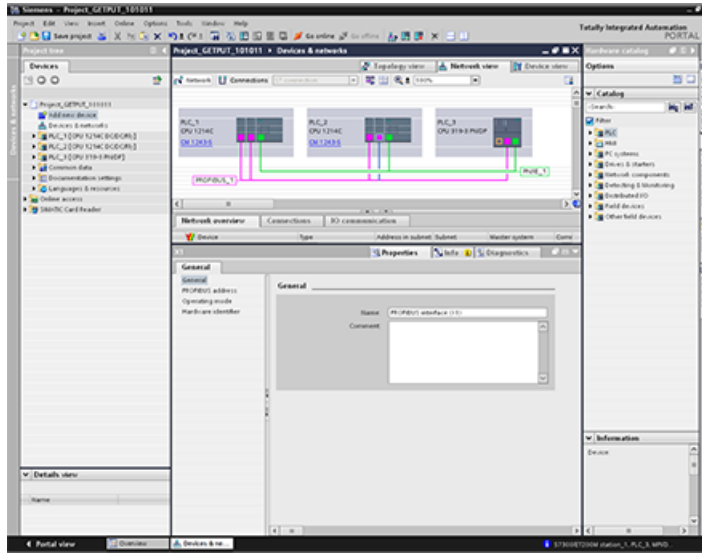 Siemens - Project_GETPUT_101011
Project Edit View Insert Online Options Tools Window Help
Totally Integrated Automation
PORTAL
Save project
Go online
Go offline
Project tree
Project_GETPUT_101011 ▸ Devices & networks
Hardware catalog
Devices
Topology view
Network view
Device view
Options
Network
Connections
100%
Catalog
<Search>
Filter
Project_GETPUT_101011
Add new device
Devices & networks
PLC_1 [CPU 1214C DC/DC/Rly]
PLC_2 [CPU 1214C DC/DC/Rly]
PLC_3 [CPU 319-3 PN/DP]
Common data
Documentation settings
Languages & resources
Online access
SIMATIC Card Reader
PLC_1
CPU 1214C
CM 1243-5
PLC_2
CPU 1214C
CM 1243-5
PLC_3
CPU 319-3 PN/DP
PROFIBUS_1
PN/IE_1
PLC
HMI
PC systems
Drives & starters
Network components
Detecting & Monitoring
Distributed I/O
Field devices
Other field devices
Network overview
Connections
IO communication
Device
Type
Address in subnet
Subnet
Master system
Properties
Info
Diagnostics
General
General
PROFIBUS address
Operating mode
Hardware identifier
General
Name
PROFIBUS interface
Comment
Information
Device
Details view
Name
Portal view
Overview
Devices & ne...